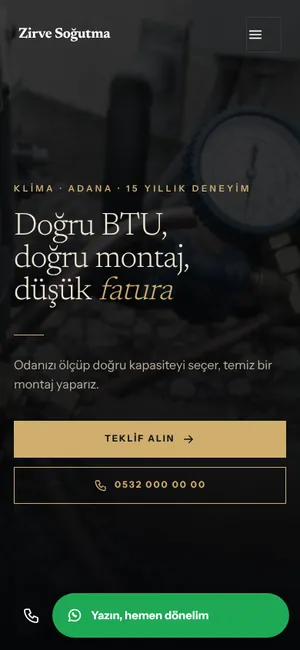 Zirve Soğutma
KLİMA · ADANA · 15 YILLIK DENEYİM
Doğru BTU,
doğru montaj,
düşük fatura
Odanızı ölçüp doğru kapasiteyi seçer, temiz bir
montaj yaparız.
TEKLİF ALIN →
0532 000 00 00
Yazın, hemen dönelim